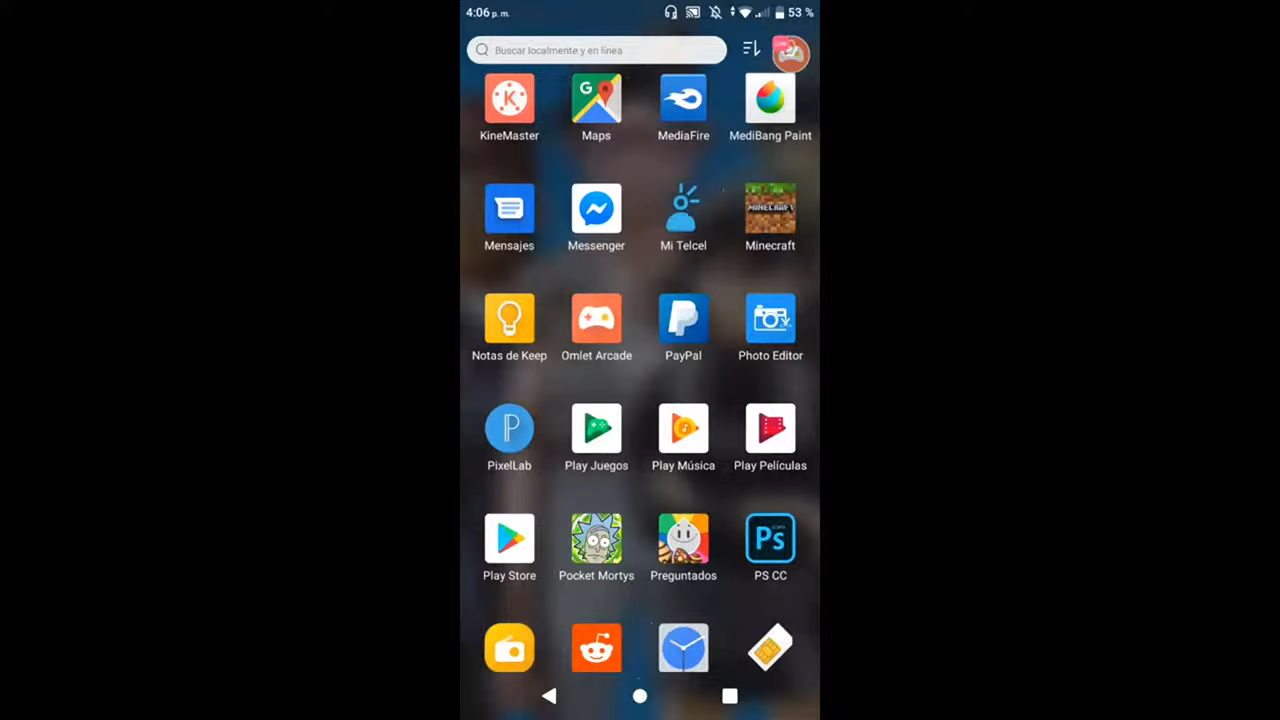 4:06 p. m.
53 %
Buscar localmente y en línea
KineMaster
Maps
MediaFire
MediBang Paint
MINECRAFT
Mensajes
Messenger
Mi Telcel
Minecraft
Notas de Keep
Omlet Arcade
PayPal
Photo Editor
PixelLab
Play Juegos
Play Música
Play Películas
Ps
Play Store
Pocket Mortys
Preguntados
PS CC